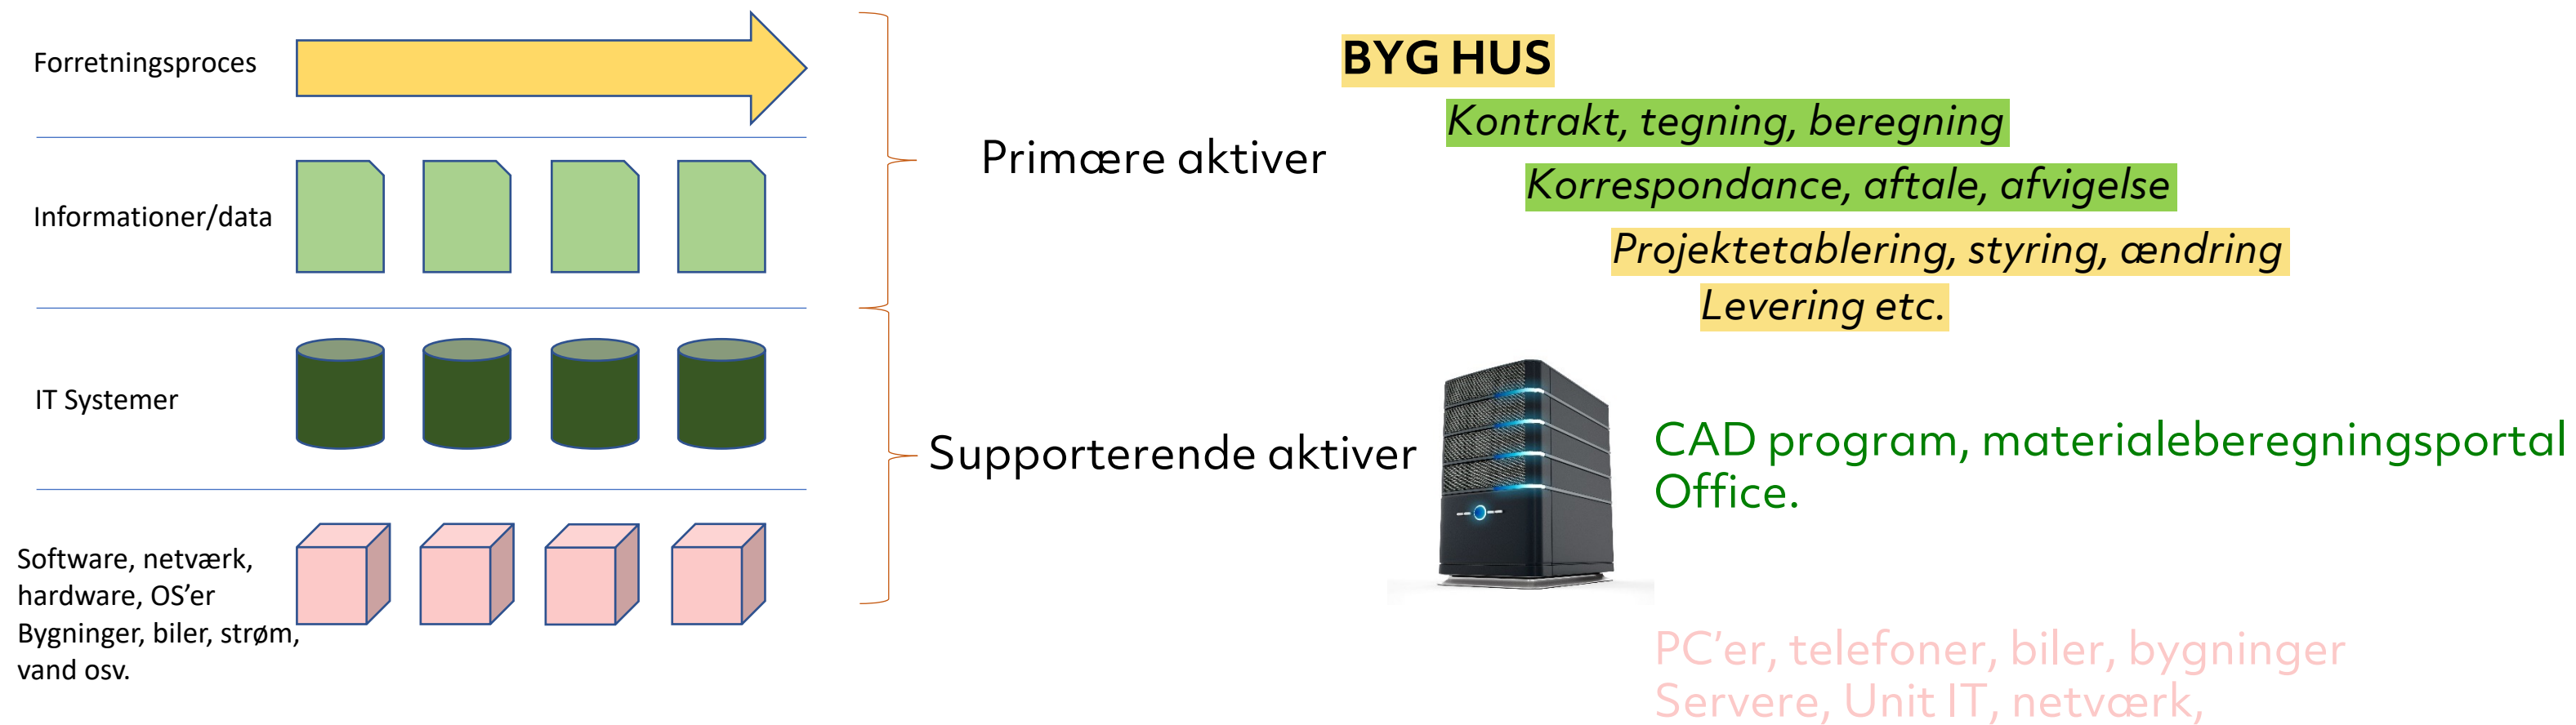 Forretningsproces
Informationer/data
IT Systemer
Software, netværk,
hardware, OS’er
Bygninger, biler, strøm,
vand osv.
Primære aktiver
Supporterende aktiver
BYG HUS
Kontrakt, tegning, beregning
Korrespondance, aftale, afvigelse
Projektetablering, styring, ændring
Levering etc.
CAD program, materialeberegningsportal
Office.
PC’er, telefoner, biler, bygninger
Servere, Unit IT, netværk,